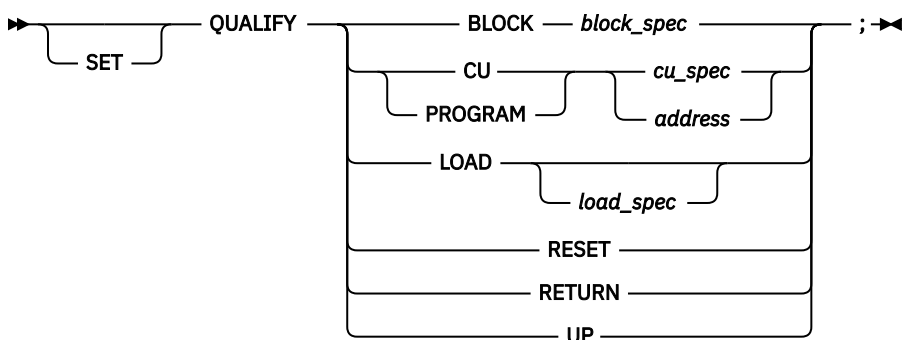 QUALIFY BLOCK block_spec ;
SET
CU cu_spec
PROGRAM address
LOAD
load_spec
RESET
RETURN
UP